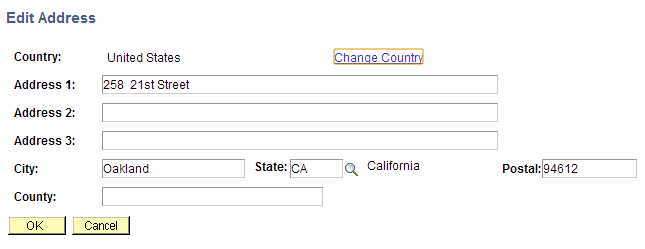 Edit Address
Country: United States Change Country
Address 1: 258 21st Street
Address 2:
Address 3:
City: Oakland State: CA California Postal: 94612
County:
OK Cancel